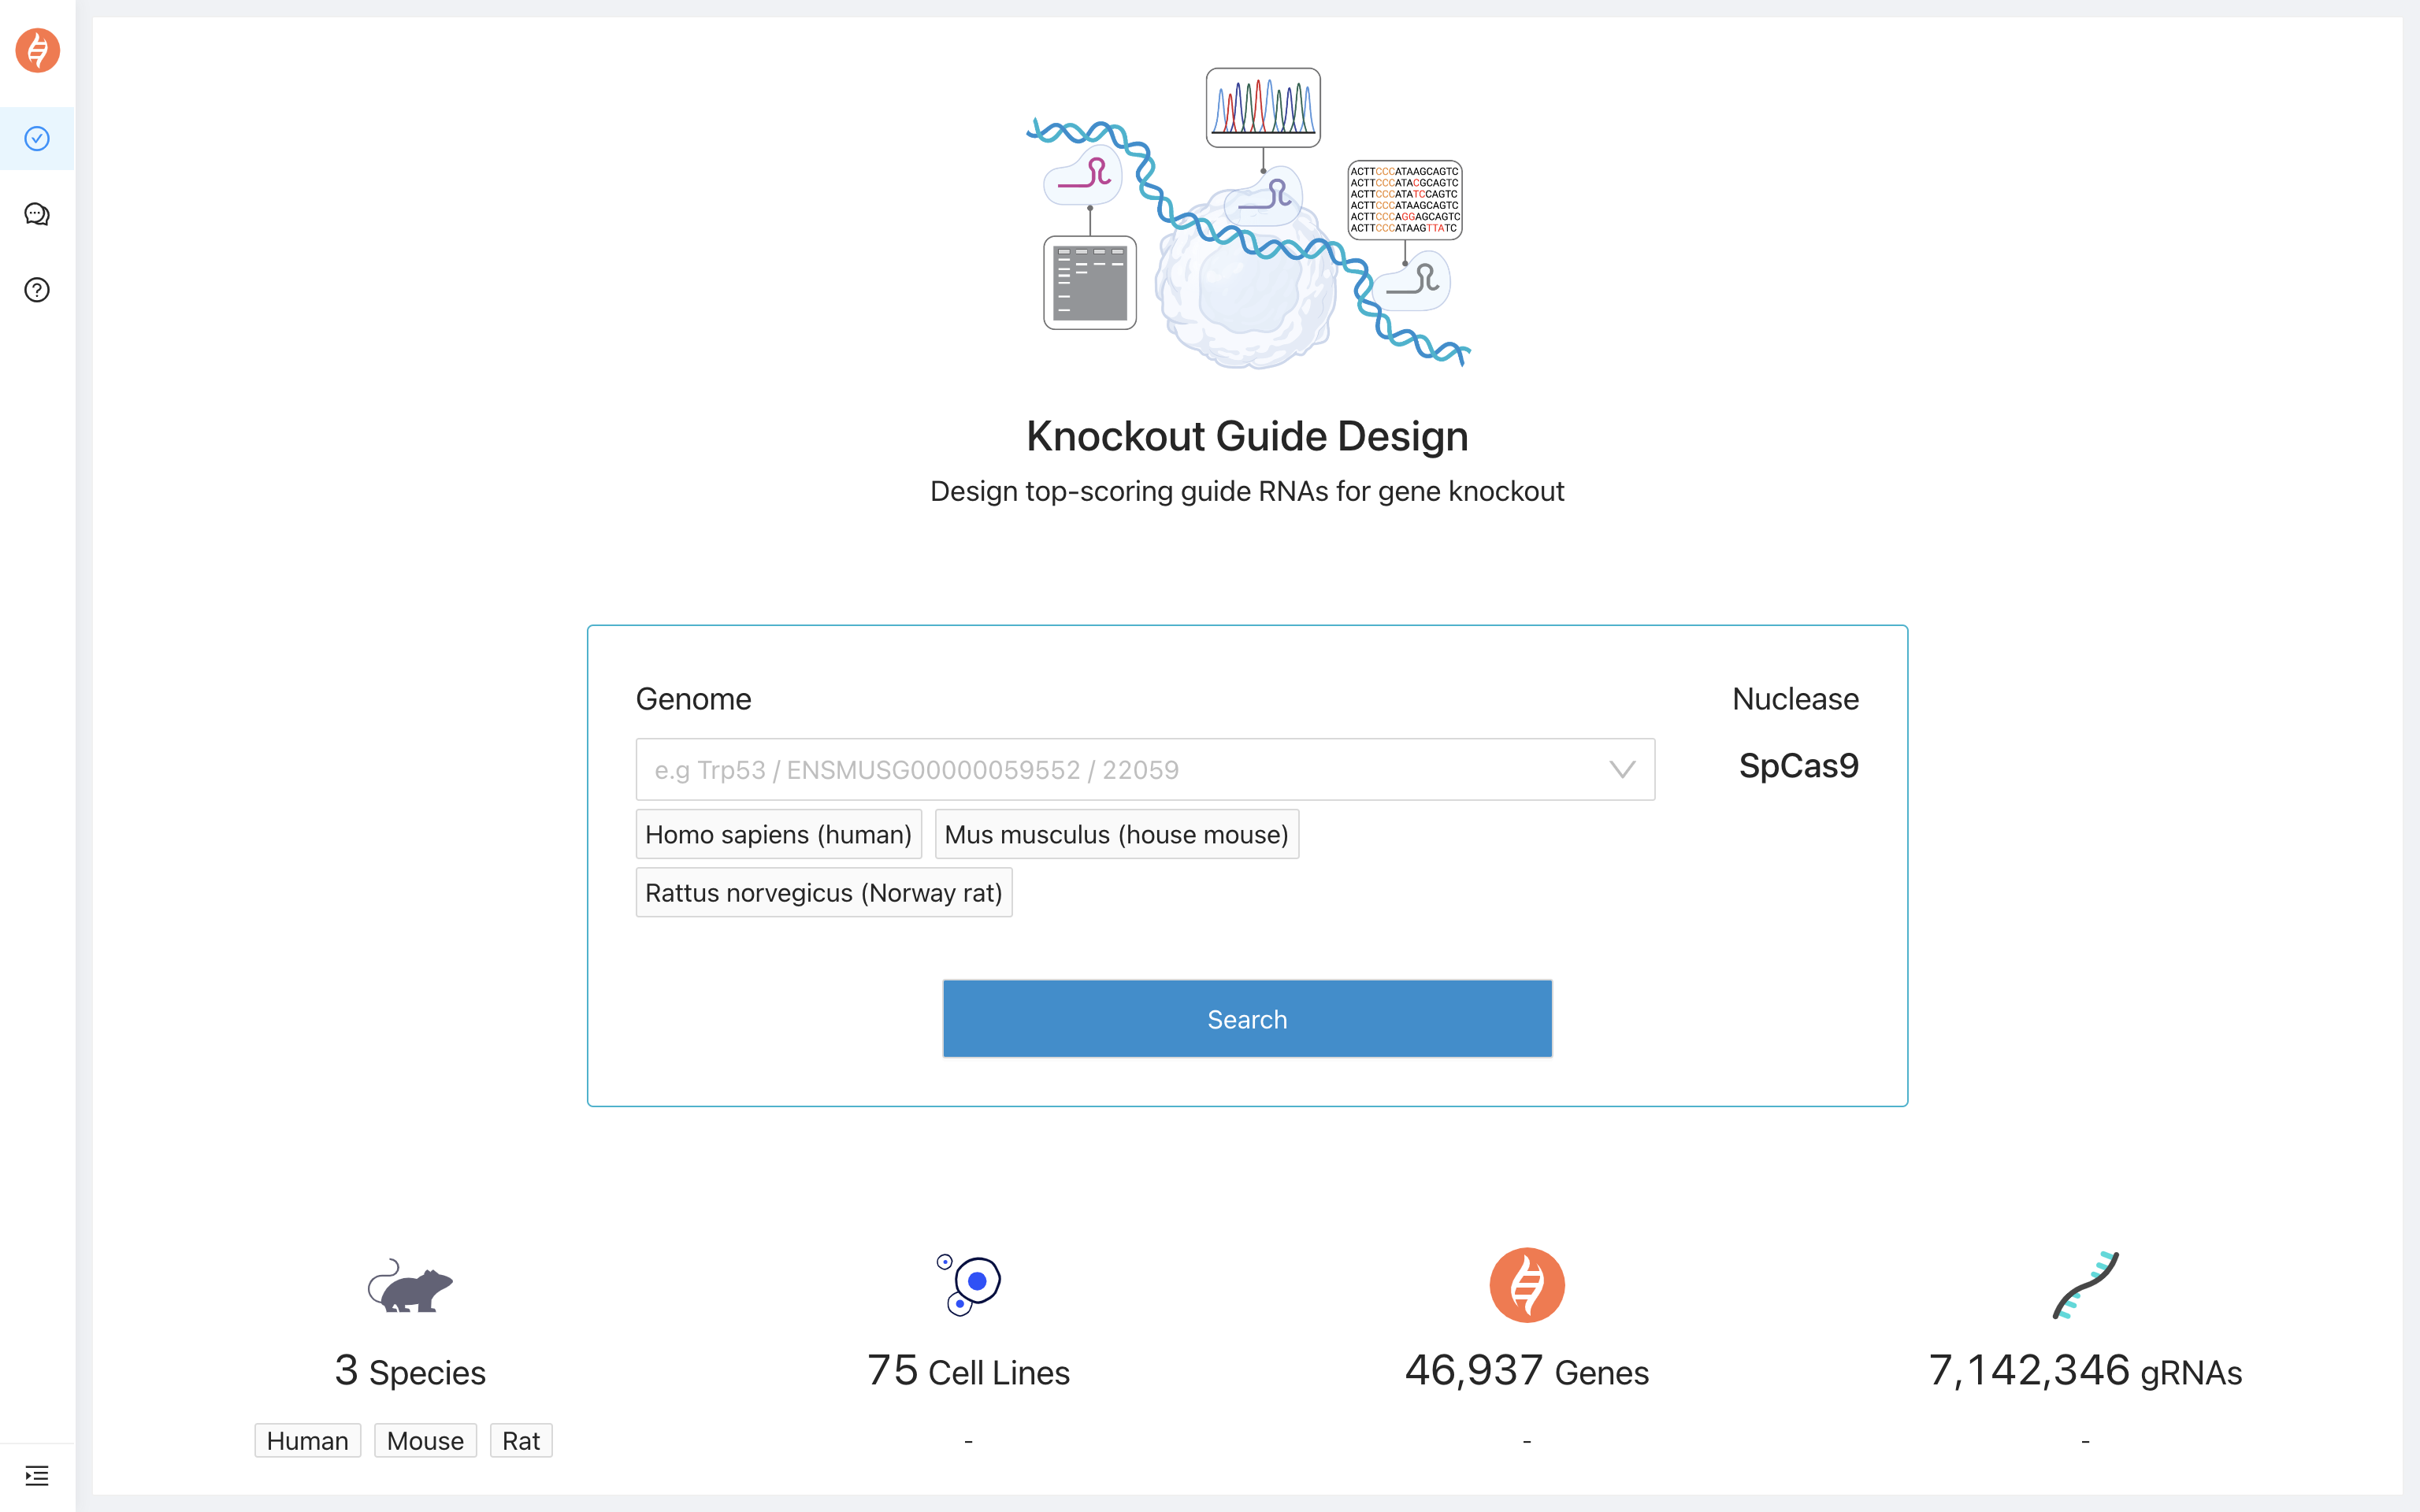 ACTTCCCATAAGCAGTC
ACTTCCCATACGCAGTC
ACTTCCCATATCCAGTC
ACTTCCCATAAGCAGTC
ACTTCCCAGGAGCAGTC
ACTTCCCATAAGTTATC
Knockout Guide Design
Design top-scoring guide RNAs for gene knockout
Genome
Nuclease
e.g Trp53 / ENSMUSG00000059552 / 22059
SpCas9
Homo sapiens (human)
Mus musculus (house mouse)
Rattus norvegicus (Norway rat)
Search
3 Species
75 Cell Lines
46,937 Genes
7,142,346 gRNAs
Human
Mouse
Rat
-
-
-